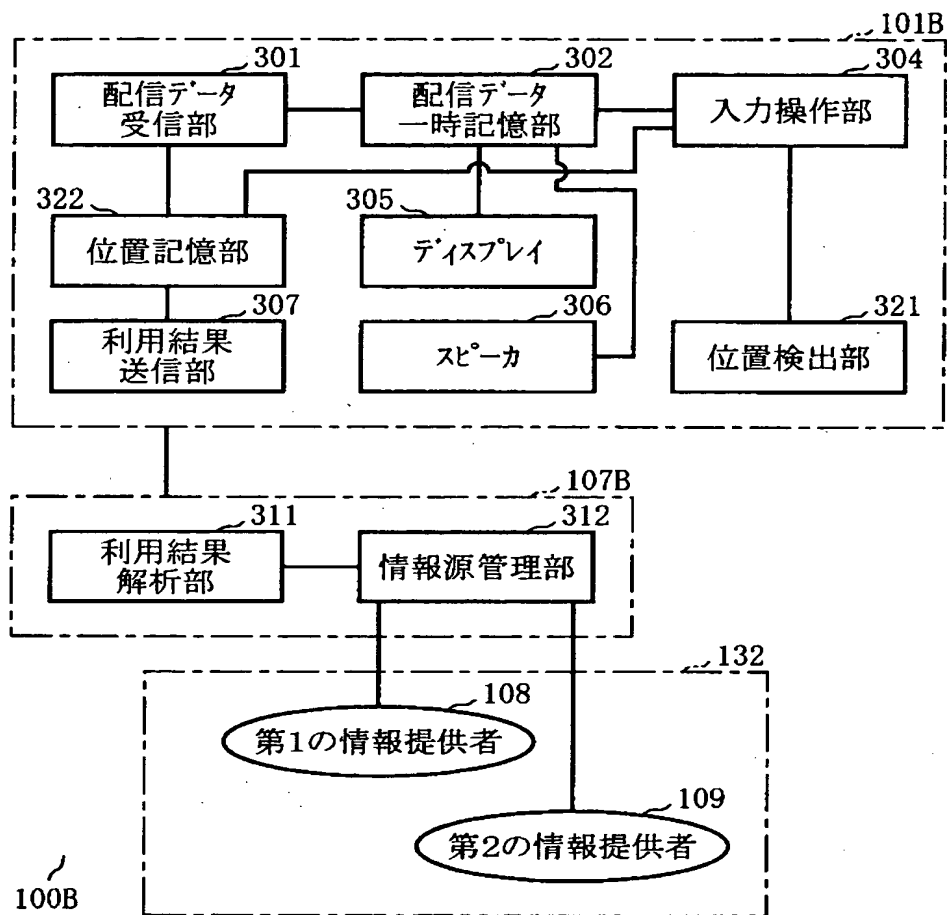 101B
301
302
304
配信データ
受信部
配信データ
一時記憶部
入力操作部
322
305
位置記憶部
ディスプレイ
307
306
321
利用結果
送信部
スピーカ
位置検出部
107B
311
312
利用結果
解析部
情報源管理部
132
108
第1の情報提供者
109
第2の情報提供者
100B